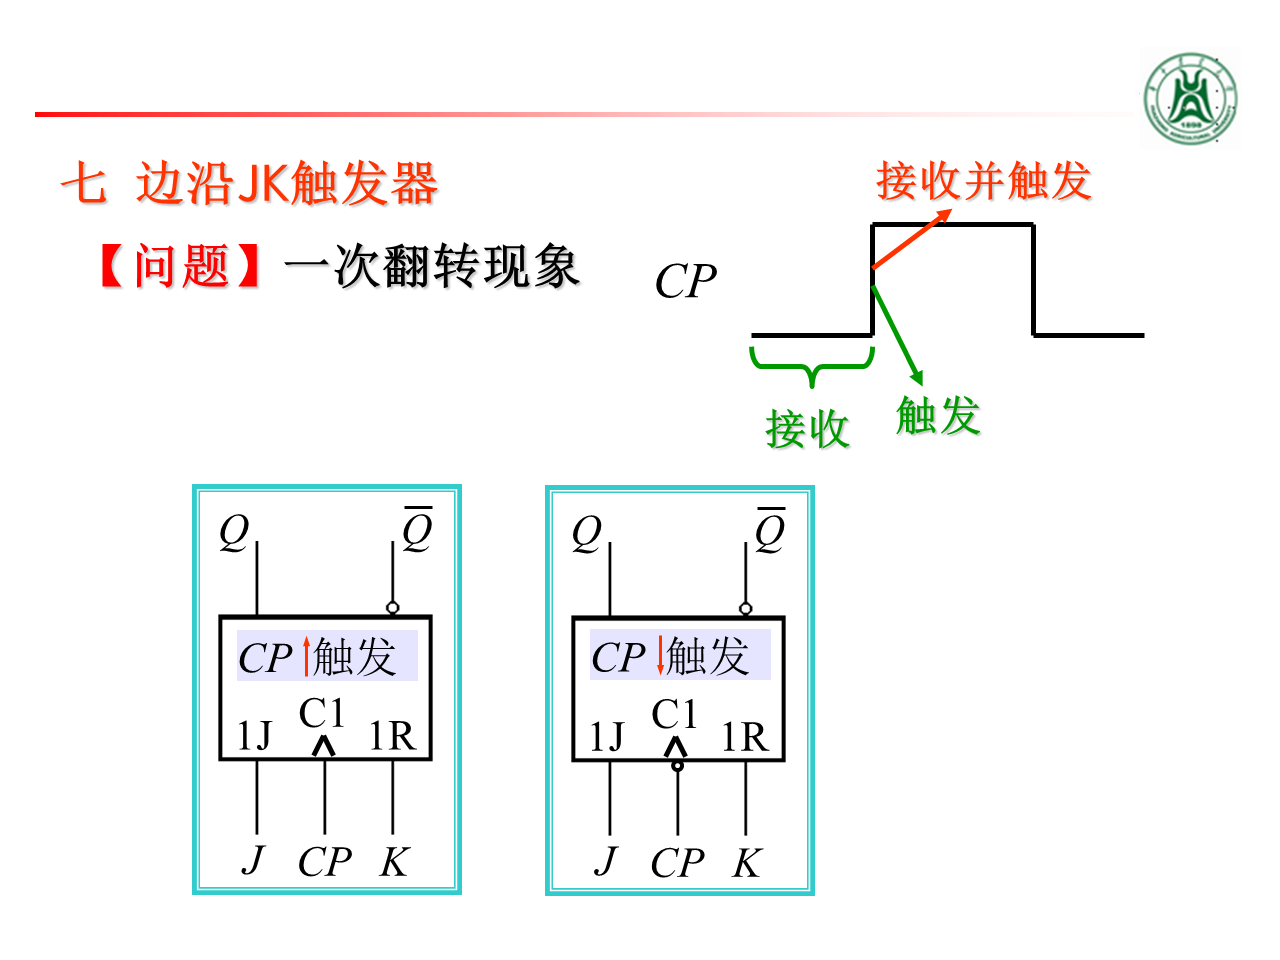 七 边沿JK触发器
【问题】一次翻转现象
接收并触发
CP
接收
触发
Q Q̅
CP↑触发
C1
1J 1R
J CP K
Q Q̅
CP↓触发
C1
1J 1R
J CP K
1898